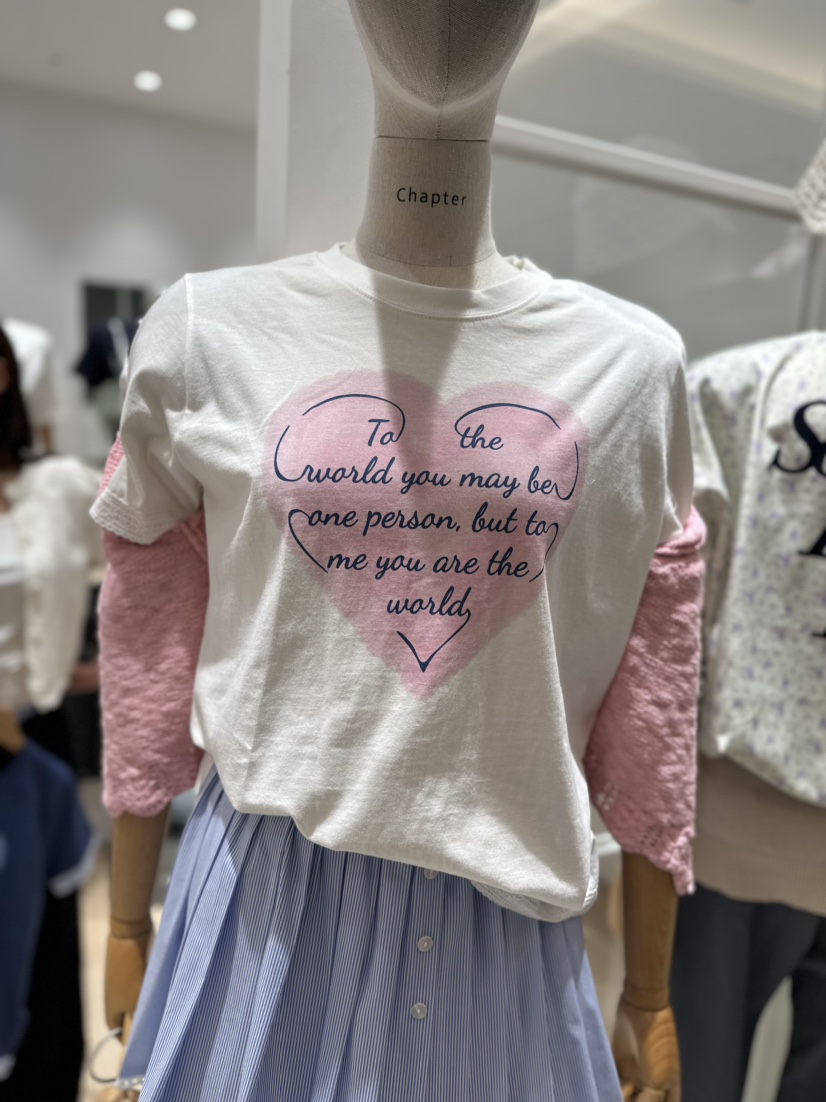 Chapter
To the
world you may be
one person, but to
me you are the
world